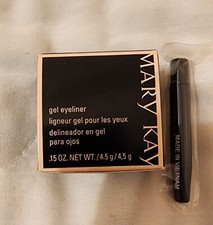 MARY KAY
gel eyeliner
ligneur gel pour les yeux
delineador en gel
para ojos
.15 OZ. NET WT./4.5 g/4,5 g
MADE IN VIETNAM